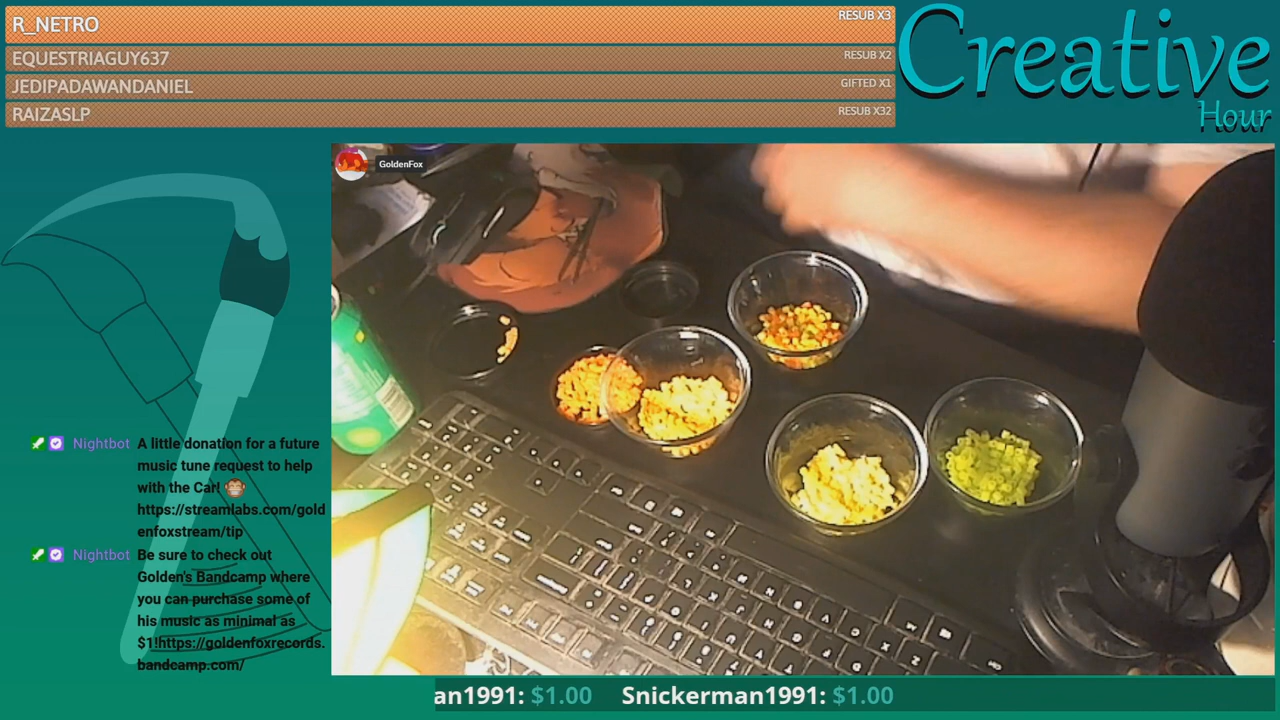 R_NETRO
RESUB X3
EQUESTRIAGUY637
RESUB X2
JEDIPADAWANDANIEL
GIFTED X1
RAIZASLP
RESUB X32
Creative
Hour
GoldenFox
Nightbot A little donation for a future
music tune request to help
with the Car!
https://streamlabs.com/gold
enfoxstream/tip
Nightbot Be sure to check out
Golden's Bandcamp where
you can purchase some of
his music as minimal as
$1!https://goldenfoxrecords.
bandcamp.com/
an1991: $1.00 Snickerman1991: $1.00